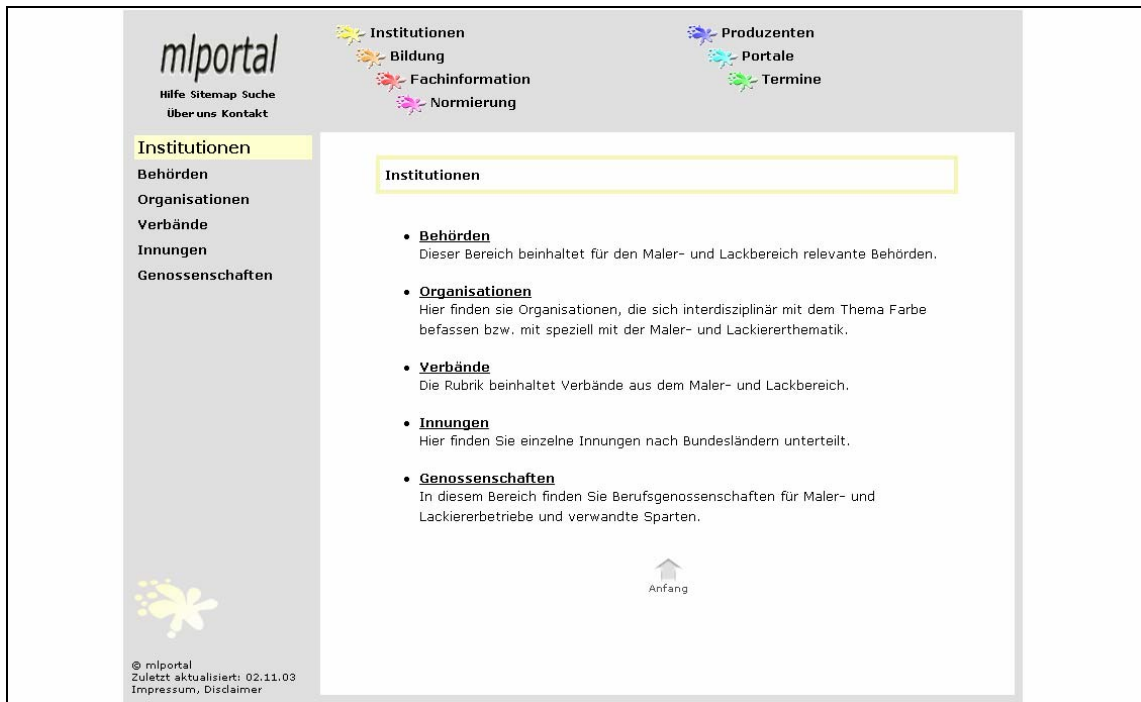 mlportal
Hilfe Sitemap Suche
Über uns Kontakt
Institutionen
Bildung
Fachinformation
Normierung
Produzenten
Portale
Termine
Institutionen
Behörden
Organisationen
Verbände
Innungen
Genossenschaften
Institutionen
• Behörden
Dieser Bereich beinhaltet für den Maler- und Lackbereich relevante Behörden.
• Organisationen
Hier finden sie Organisationen, die sich interdisziplinär mit dem Thema Farbe
befassen bzw. mit speziell mit der Maler- und Lackiererthematik.
• Verbände
Die Rubrik beinhaltet Verbände aus dem Maler- und Lackbereich.
• Innungen
Hier finden Sie einzelne Innungen nach Bundesländern unterteilt.
• Genossenschaften
In diesem Bereich finden Sie Berufsgenossenschaften für Maler- und
Lackiererbetriebe und verwandte Sparten.
Anfang
© mlportal
Zuletzt aktualisiert: 02.11.03
Impressum, Disclaimer